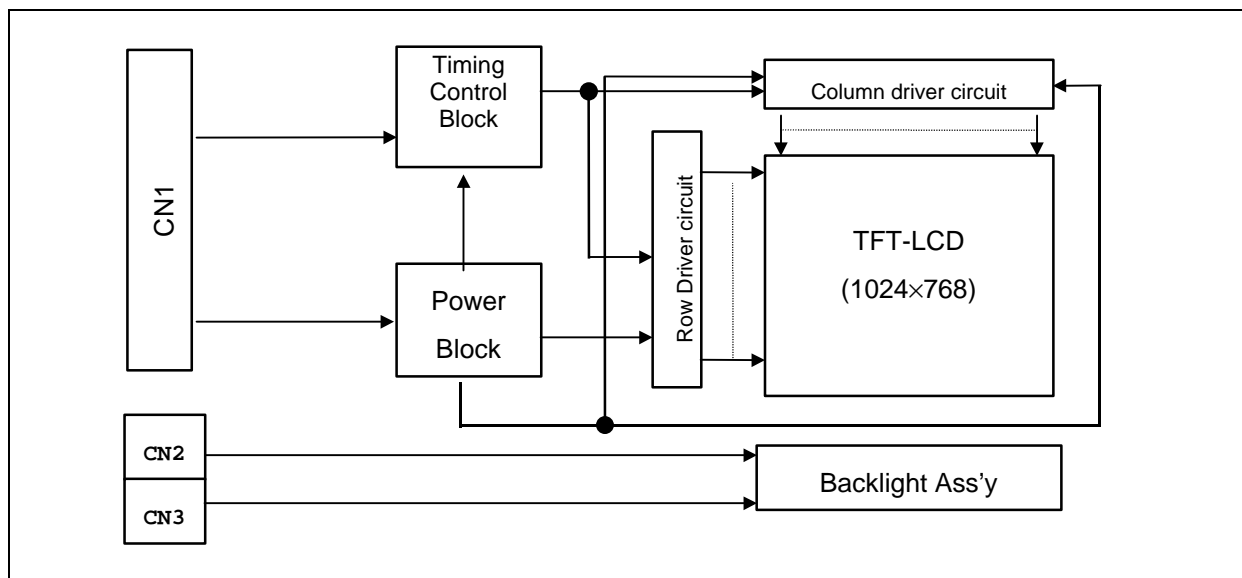 CN1
Timing
Control
Block
Power
Block
Row Driver circuit
Column driver circuit
TFT-LCD
(1024×768)
CN2
CN3
Backlight Ass'y